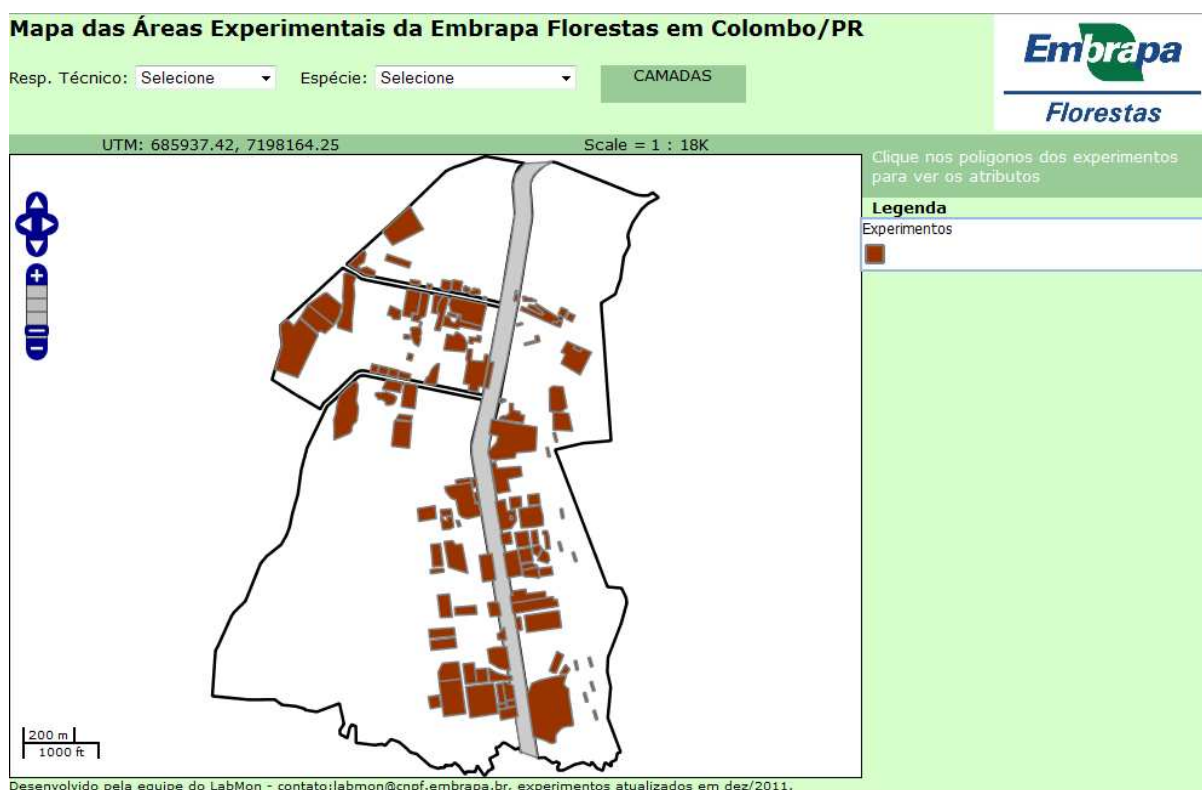 Mapa das Áreas Experimentais da Embrapa Florestas em Colombo/PR
Embrapa
Florestas
Resp. Técnico: Selecione Espécie: Selecione CAMADAS
UTM: 685937.42, 7198164.25 Scale = 1 : 18K
Clique nos poligonos dos experimentos
para ver os atributos
Legenda
Experimentos
200 m
1000 ft
Desenvolvido pela equipe do LabMon - contato:labmon@cnpf.embrapa.br, experimentos atualizados em dez/2011.